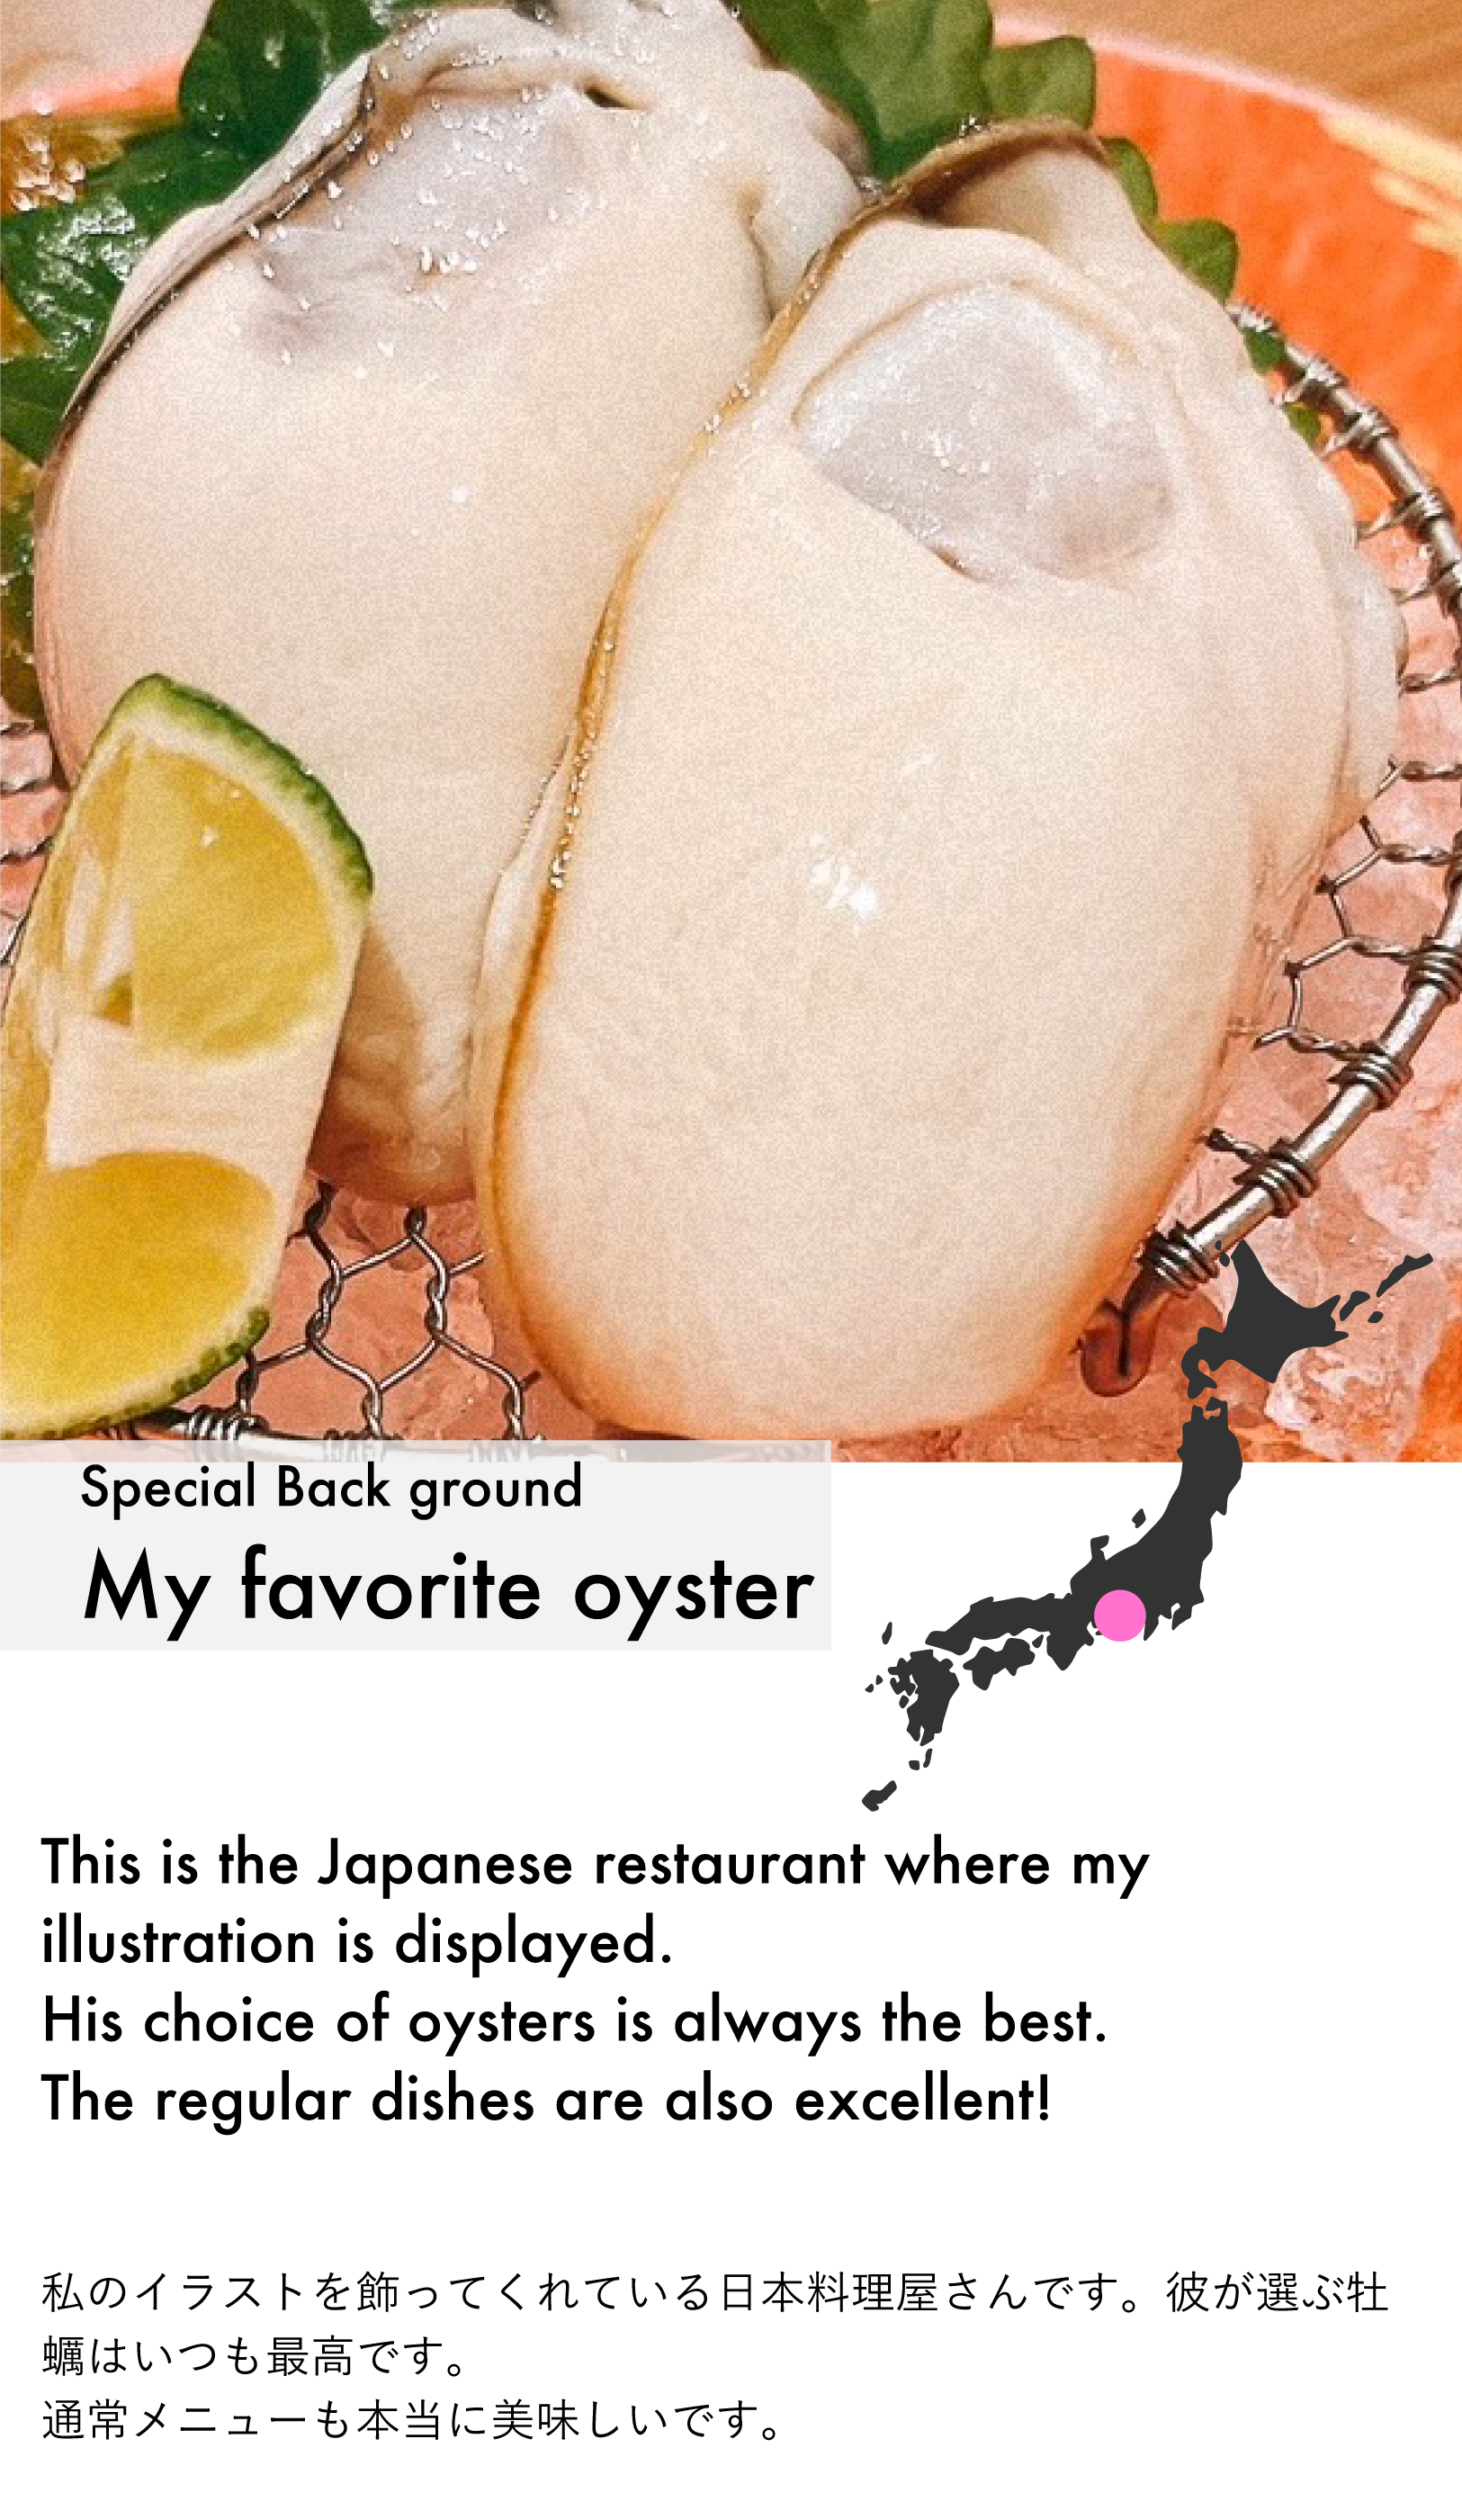 Special Back ground
My favorite oyster
This is the Japanese restaurant where my
illustration is displayed.
His choice of oysters is always the best.
The regular dishes are also excellent!
私のイラストを飾ってくれている日本料理屋さんです。彼が選ぶ牡
蠣はいつも最高です。
通常メニューも本当に美味しいです。